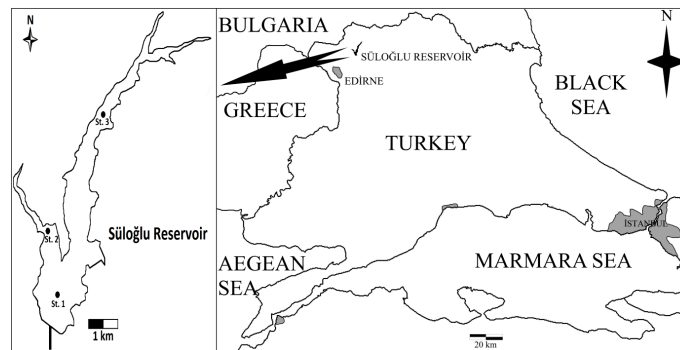 N
St. 3
St. 2
Süloğlu Reservoir
St. 1
1 km
BULGARIA
N
SÜLOĞLU RESERVOIR
EDİRNE
BLACK
SEA
GREECE
TURKEY
İSTANBUL
AEGEAN
SEA
MARMARA SEA
20 km